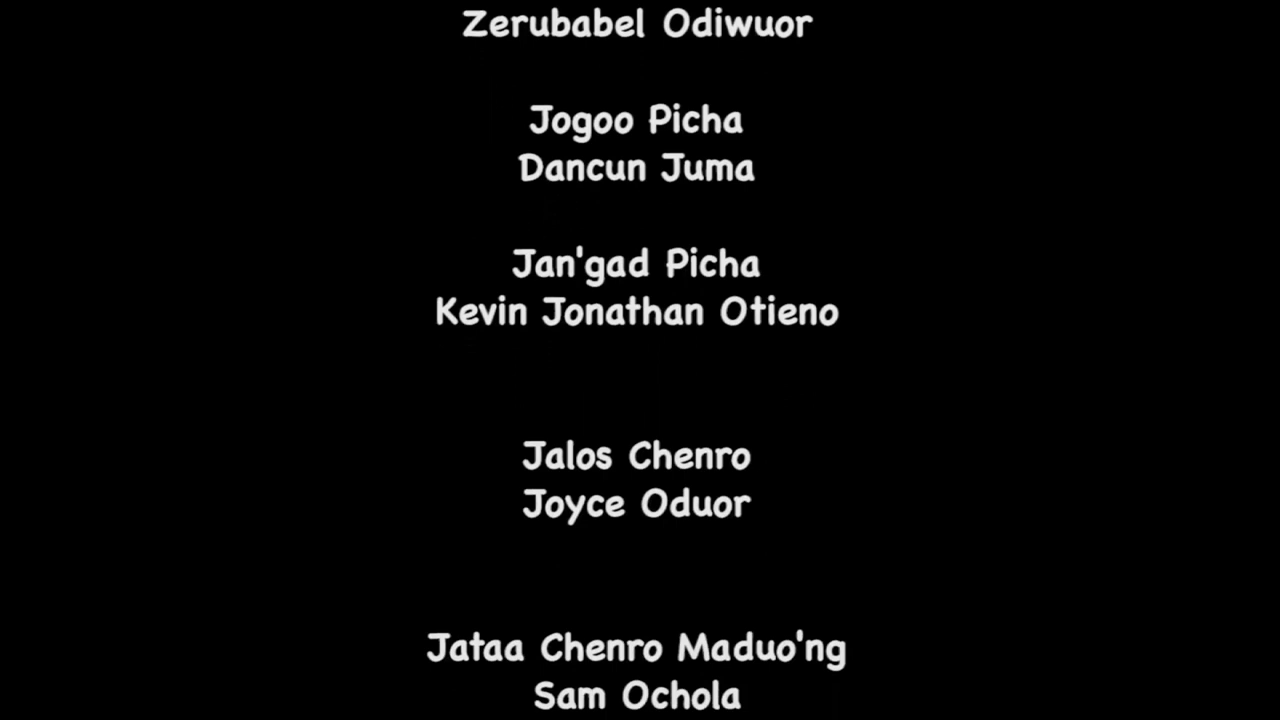 Zerubabel Odiwuor
Jogoo Picha
Dancun Juma
Jan'gad Picha
Kevin Jonathan Otieno
Jalos Chenro
Joyce Oduor
Jataa Chenro Maduo'ng
Sam Ochola